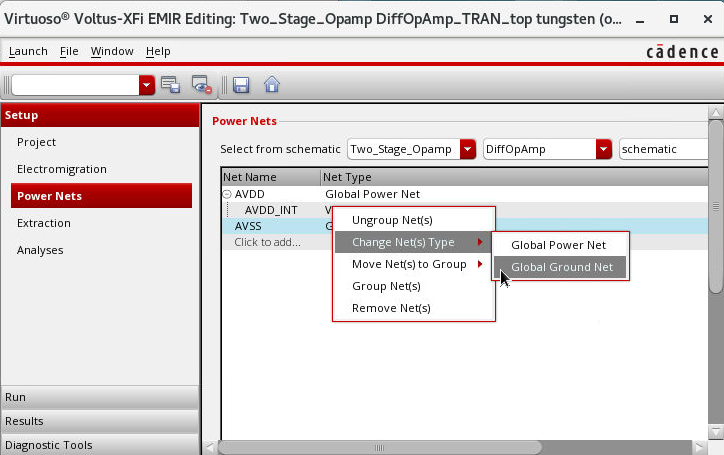 Virtuoso® Voltus-XFi EMIR Editing: Two_Stage_Opamp DiffOpAmp_TRAN_top tungsten (o...
Launch File Window Help
cādence
Setup
Project
Electromigration
Power Nets
Extraction
Analyses
Run
Results
Diagnostic Tools
Power Nets
Select from schematic Two_Stage_Opamp DiffOpAmp schematic
Net Name Net Type
AVDD Global Power Net
AVDD_INT V
AVSS G
Click to add...
Ungroup Net(s)
Change Net(s) Type
Move Net(s) to Group
Group Net(s)
Remove Net(s)
Global Power Net
Global Ground Net